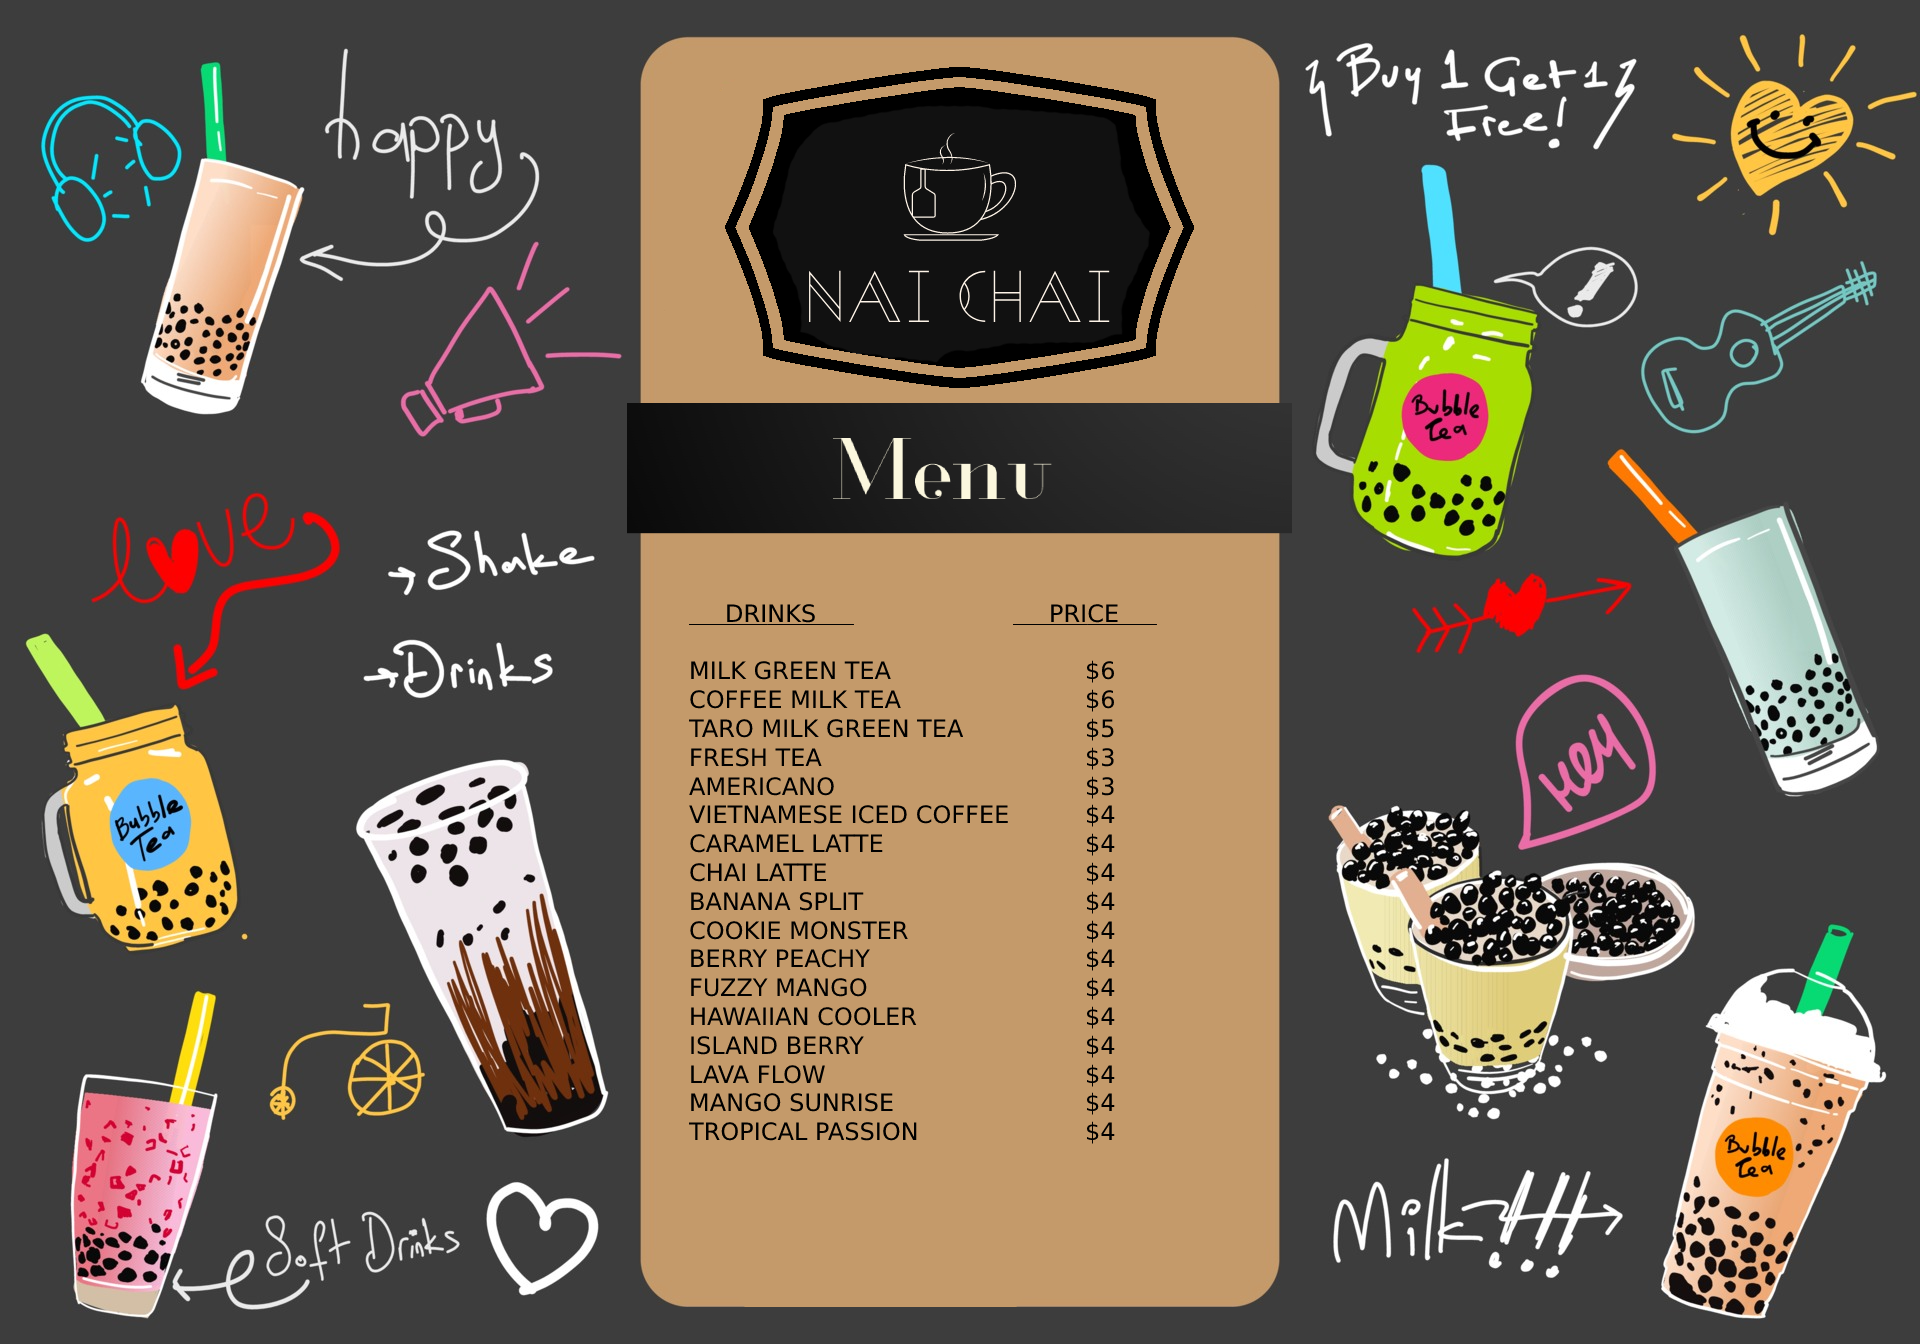 happy
love
→ Shake
→ Drinks
Bubble
Tea
Soft Drinks
NAI CHAI
Menu
DRINKS PRICE
MILK GREEN TEA $6
COFFEE MILK TEA $6
TARO MILK GREEN TEA $5
FRESH TEA $3
AMERICANO $3
VIETNAMESE ICED COFFEE $4
CARAMEL LATTE $4
CHAI LATTE $4
BANANA SPLIT $4
COOKIE MONSTER $4
BERRY PEACHY $4
FUZZY MANGO $4
HAWAIIAN COOLER $4
ISLAND BERRY $4
LAVA FLOW $4
MANGO SUNRISE $4
TROPICAL PASSION $4
Buy 1 Get 1
Free!
!
Bubble
Tea
Hey
Bubble
Tea
Milk!!!